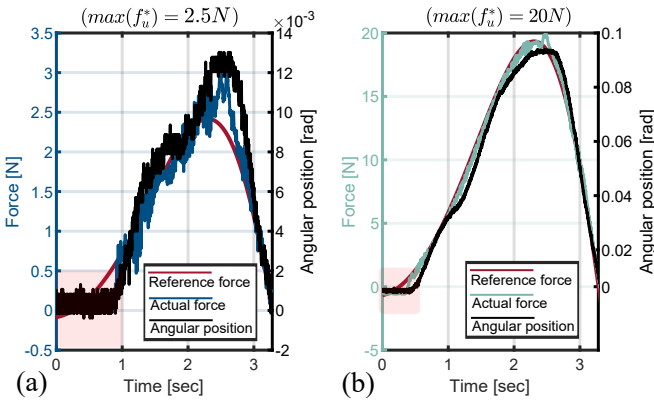 (max(f*u) = 2.5N)
×10⁻³
3.5
3
2.5
2
1.5
1
0.5
0
-0.5
Force [N]
14
12
10
8
6
4
2
0
-2
Angular position [rad]
Reference force
Actual force
Angular position
0 1 2 3
Time [sec]
(a)
(max(f*u) = 20N)
20
15
10
5
0
-5
Force [N]
0.1
0.08
0.06
0.04
0.02
0
Angular position [rad]
Reference force
Actual force
Angular position
0 1 2 3
Time [sec]
(b)